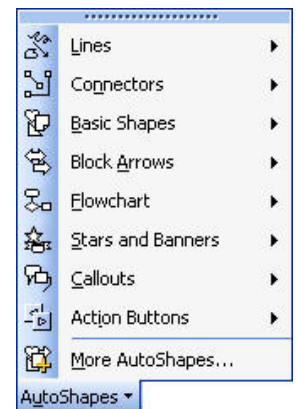 Lines
Connectors
Basic Shapes
Block Arrows
Flowchart
Stars and Banners
Callouts
Action Buttons
More AutoShapes...
AutoShapes